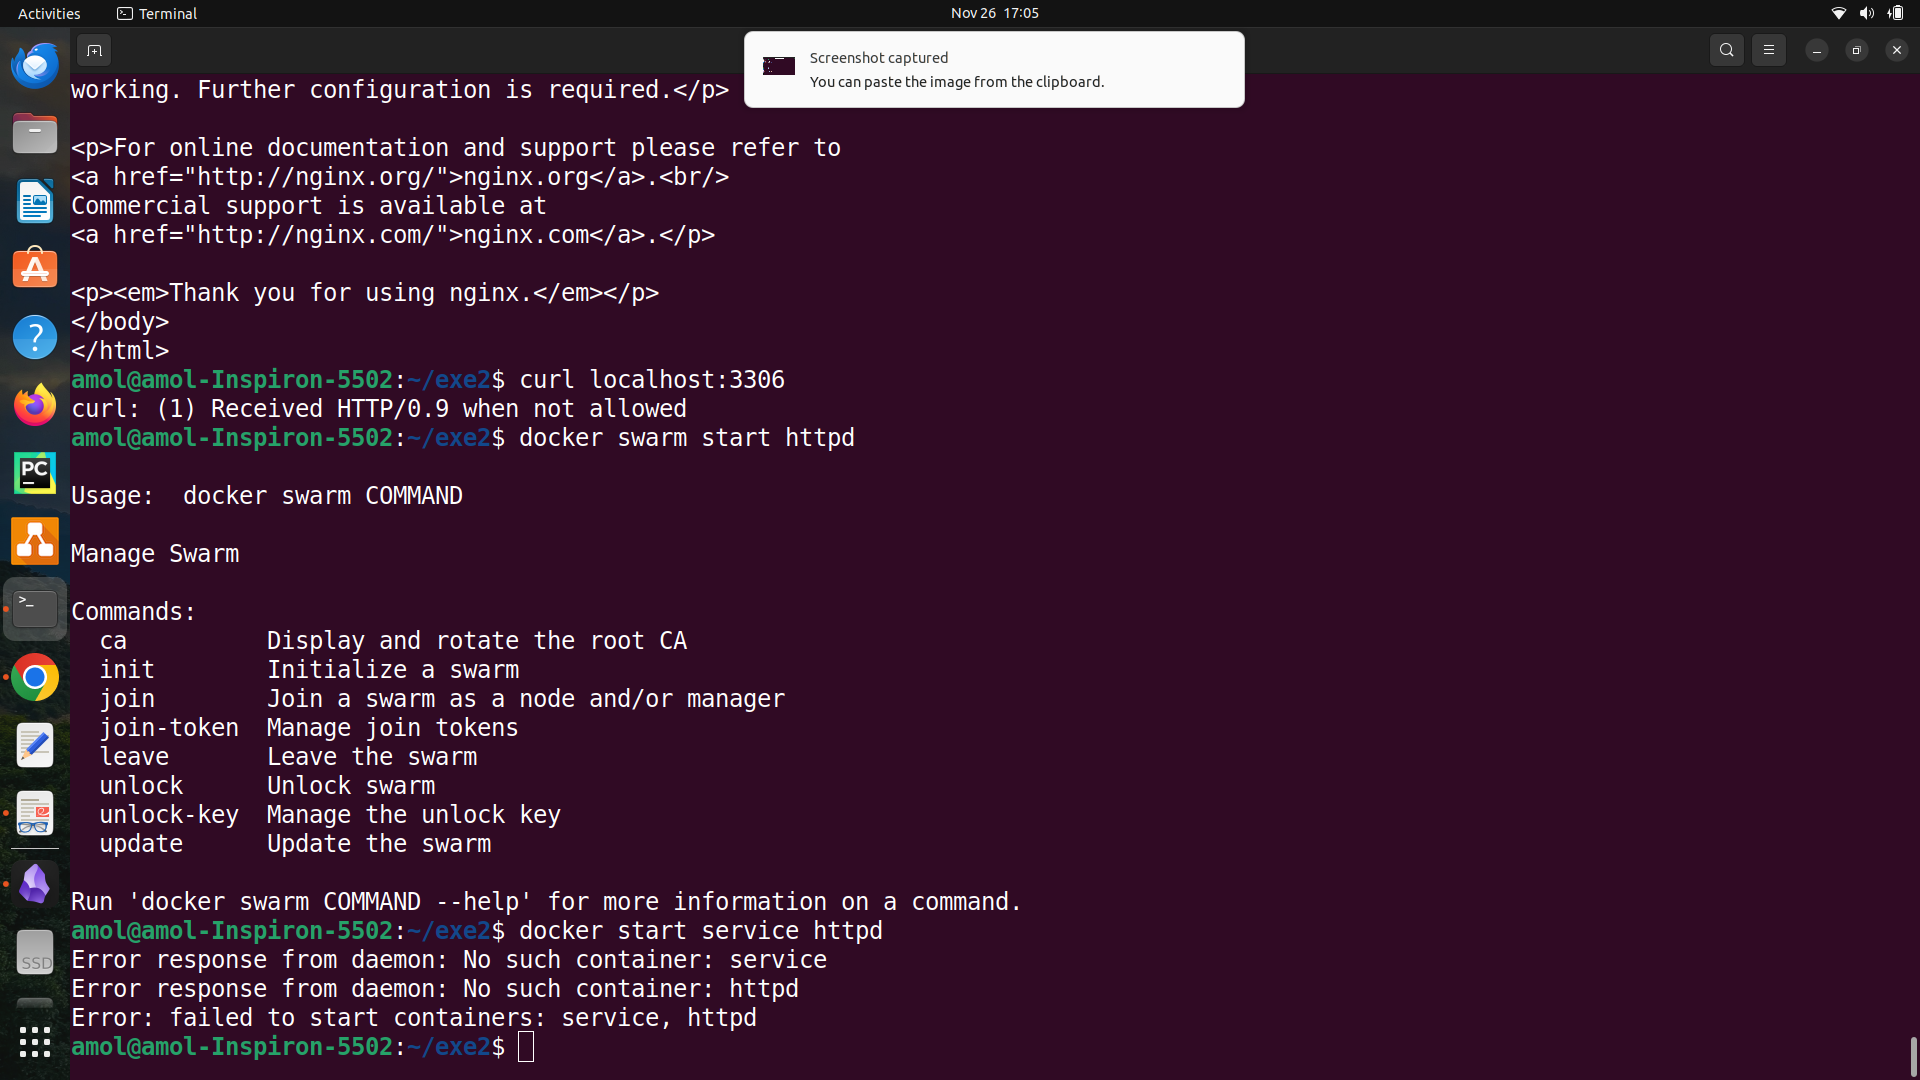 Activities
Terminal
Nov 26 17:05
Screenshot captured
You can paste the image from the clipboard.
working. Further configuration is required.</p>
<p>For online documentation and support please refer to
<a href="http://nginx.org/">nginx.org</a>.<br/>
Commercial support is available at
<a href="http://nginx.com/">nginx.com</a>.</p>
<p><em>Thank you for using nginx.</em></p>
</body>
</html>
amol@amol-Inspiron-5502:~/exe2$ curl localhost:3306
curl: (1) Received HTTP/0.9 when not allowed
amol@amol-Inspiron-5502:~/exe2$ docker swarm start httpd
Usage:  docker swarm COMMAND
Manage Swarm
Commands:
  ca          Display and rotate the root CA
  init        Initialize a swarm
  join        Join a swarm as a node and/or manager
  join-token  Manage join tokens
  leave       Leave the swarm
  unlock      Unlock swarm
  unlock-key  Manage the unlock key
  update      Update the swarm
Run 'docker swarm COMMAND --help' for more information on a command.
amol@amol-Inspiron-5502:~/exe2$ docker start service httpd
Error response from daemon: No such container: service
Error response from daemon: No such container: httpd
Error: failed to start containers: service, httpd
amol@amol-Inspiron-5502:~/exe2$
PC
SSD